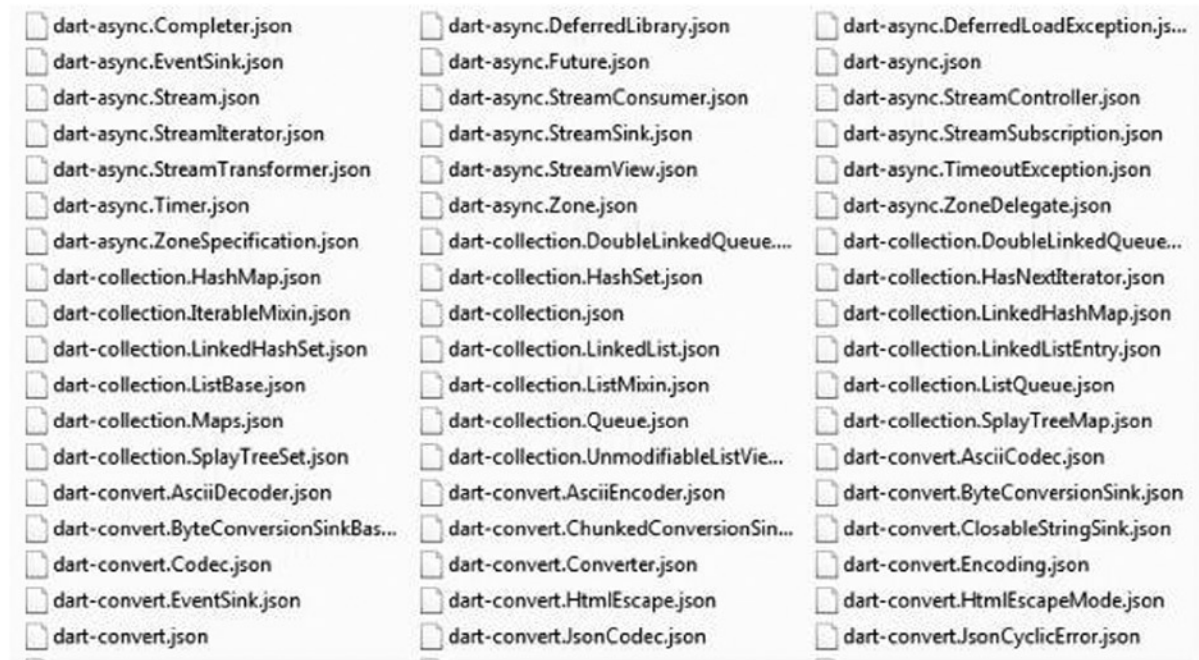 dart-async.Completer.json dart-async.DeferredLibrary.json dart-async.DeferredLoadException.js...
dart-async.EventSink.json dart-async.Future.json dart-async.json
dart-async.Stream.json dart-async.StreamConsumer.json dart-async.StreamController.json
dart-async.StreamIterator.json dart-async.StreamSink.json dart-async.StreamSubscription.json
dart-async.StreamTransformer.json dart-async.StreamView.json dart-async.TimeoutException.json
dart-async.Timer.json dart-async.Zone.json dart-async.ZoneDelegate.json
dart-async.ZoneSpecification.json dart-collection.DoubleLinkedQueue.... dart-collection.DoubleLinkedQueue...
dart-collection.HashMap.json dart-collection.HashSet.json dart-collection.HasNextIterator.json
dart-collection.IterableMixin.json dart-collection.json dart-collection.LinkedHashMap.json
dart-collection.LinkedHashSet.json dart-collection.LinkedList.json dart-collection.LinkedListEntry.json
dart-collection.ListBase.json dart-collection.ListMixin.json dart-collection.ListQueue.json
dart-collection.Maps.json dart-collection.Queue.json dart-collection.SplayTreeMap.json
dart-collection.SplayTreeSet.json dart-collection.UnmodifiableListVie... dart-convert.AsciiCodec.json
dart-convert.AsciiDecoder.json dart-convert.AsciiEncoder.json dart-convert.ByteConversionSink.json
dart-convert.ByteConversionSinkBas... dart-convert.ChunkedConversionSin... dart-convert.ClosableStringSink.json
dart-convert.Codec.json dart-convert.Converter.json dart-convert.Encoding.json
dart-convert.EventSink.json dart-convert.HtmlEscape.json dart-convert.HtmlEscapeMode.json
dart-convert.json dart-convert.JsonCodec.json dart-convert.JsonCyclicError.json